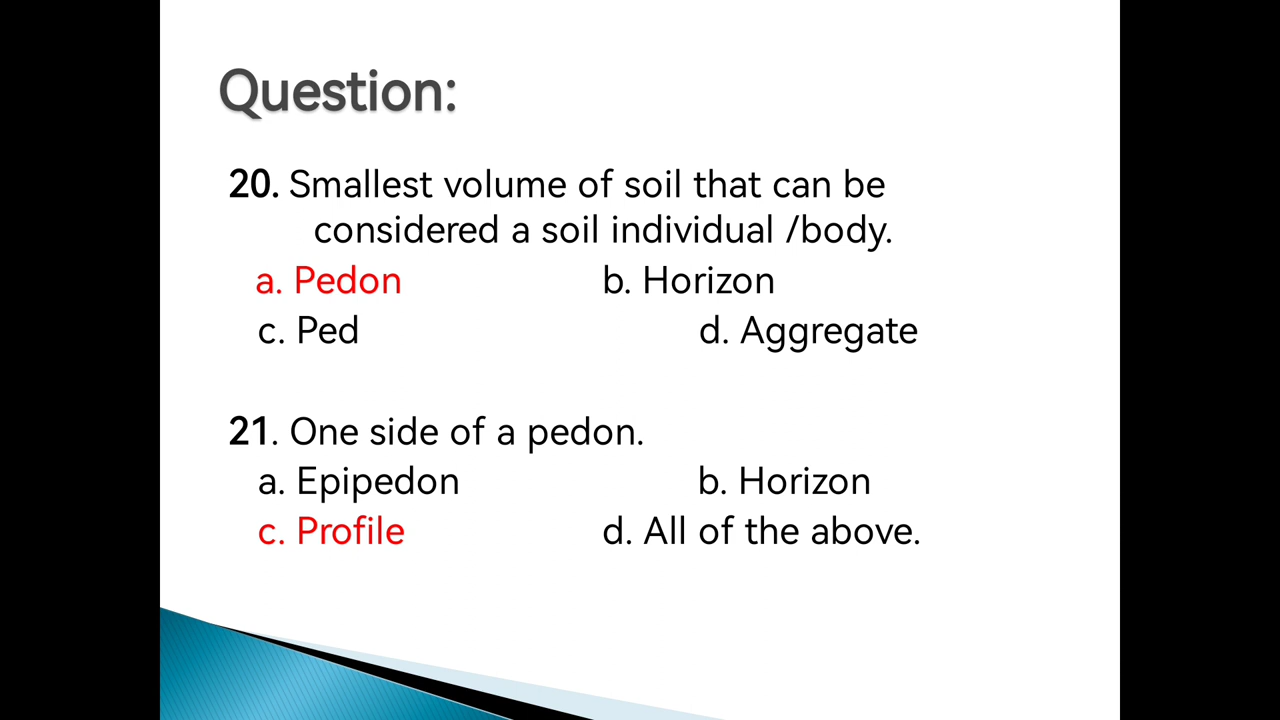 Question:
20. Smallest volume of soil that can be
considered a soil individual /body.
a. Pedon b. Horizon
c. Ped d. Aggregate
21. One side of a pedon.
a. Epipedon b. Horizon
c. Profile d. All of the above.